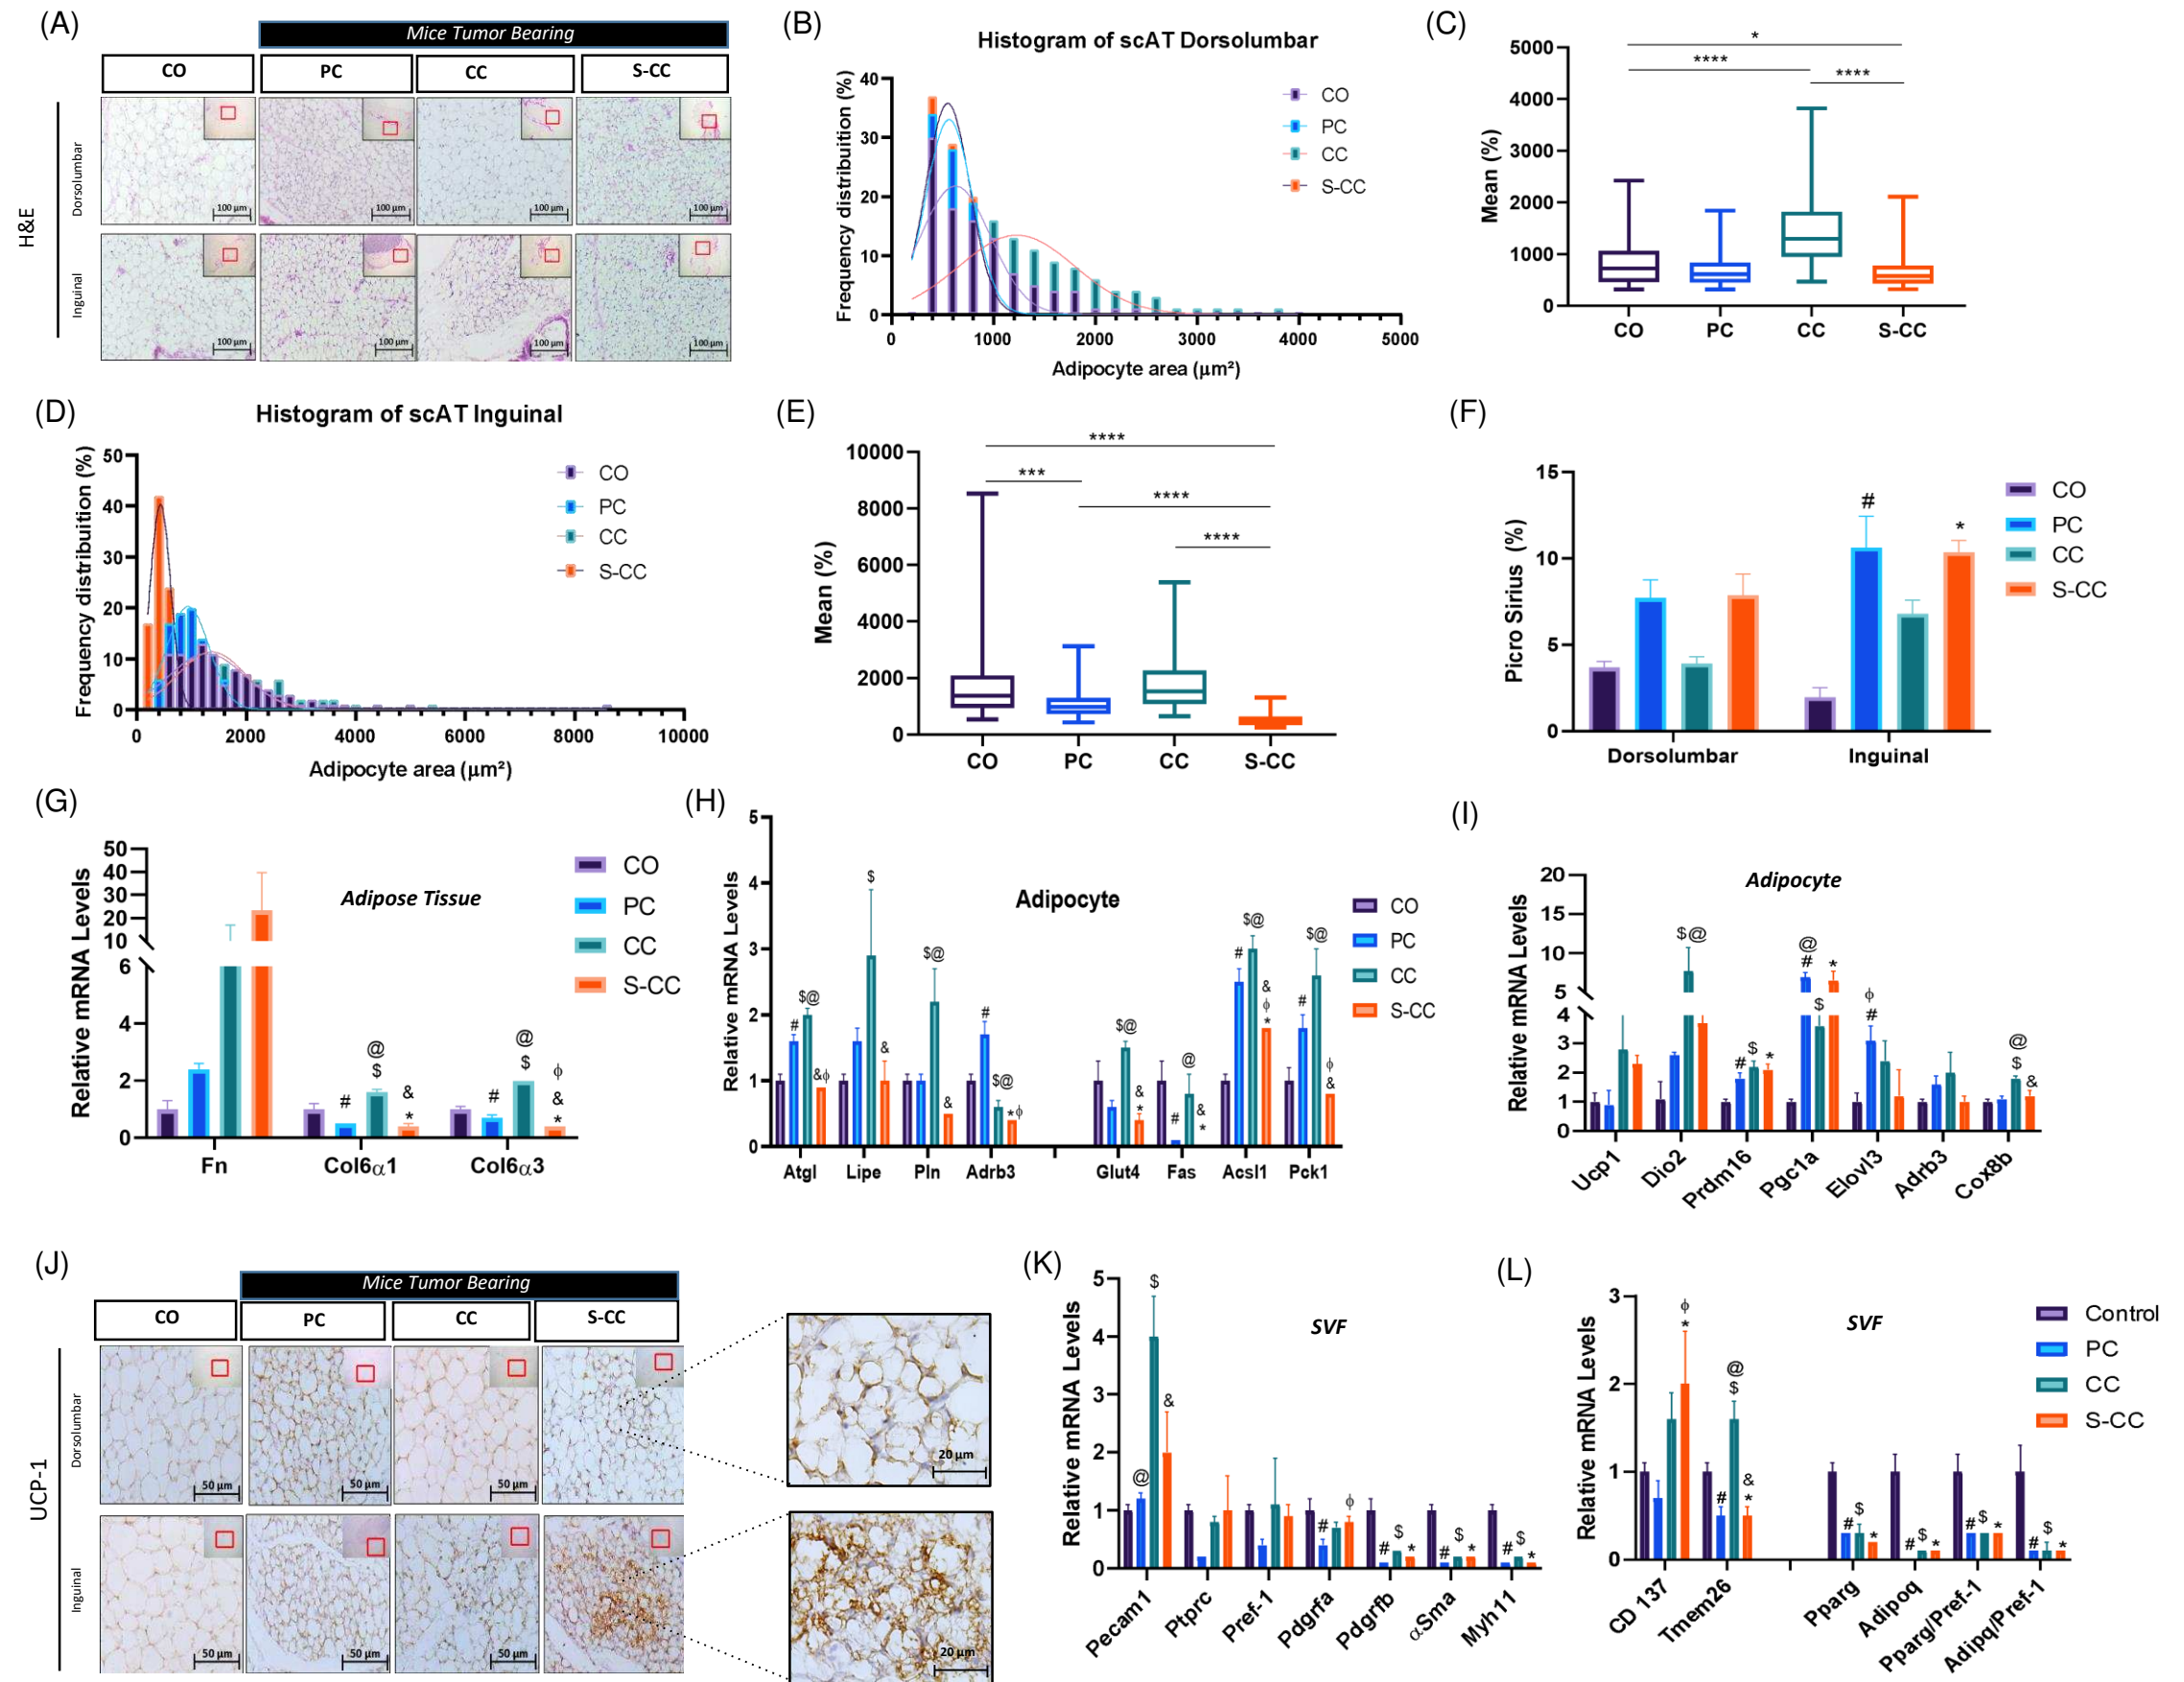 (A)
Mice Tumor Bearing
CO PC CC S-CC
H&E
Dorsolumbar
100 µm 100 µm 100 µm 100 µm
Inguinal
100 µm 100 µm 100 µm 100 µm
(B)
Histogram of scAT Dorsolumbar
Frequency distribuition (%)
40
30
20
10
0
0 1000 2000 3000 4000 5000
Adipocyte area (µm²)
CO
PC
CC
S-CC
(C)
Mean (%)
5000
4000
3000
2000
1000
0
*
**** ****
CO PC CC S-CC
(D)
Histogram of scAT Inguinal
Frequency distribution (%)
50
40
30
20
10
0
0 2000 4000 6000 8000 10000
Adipocyte area (µm²)
CO
PC
CC
S-CC
(E)
Mean (%)
10000
8000
6000
4000
2000
0
****
***
****
****
CO PC CC S-CC
(F)
Picro Sirius (%)
15
10
5
0
# *
Dorsolumbar Inguinal
CO
PC
CC
S-CC
(G)
Relative mRNA Levels
50
40
30
20
10
6
4
2
0
Adipose Tissue
# @ $ & * # @ $ ϕ & *
Fn Col6α1 Col6α3
CO
PC
CC
S-CC
(H)
Relative mRNA Levels
5
4
3
2
1
0
Adipocyte
# $@ &ϕ $ & $@ & # $@ *ϕ $@ & * # @ & * # $@ & ϕ * # $@ ϕ &
Atgl Lipe Pln Adrb3 Glut4 Fas Acsl1 Pck1
CO
PC
CC
S-CC
(I)
Relative mRNA Levels
20
15
10
5
4
3
2
1
0
Adipocyte
$@ # $ * @ # $ * ϕ # @ $ &
Ucp1 Dio2 Prdm16 Pgc1a Elovl3 Adrb3 Cox8b
(J)
Mice Tumor Bearing
CO PC CC S-CC
UCP-1
Dorsolumbar
50 µm 50 µm 50 µm 50 µm
20 µm
Inguinal
50 µm 50 µm 50 µm 50 µm
20 µm
(K)
Relative mRNA Levels
5
4
3
2
1
0
SVF
@ $ & # ϕ # $ * # $ * # $ *
Pecam1 Ptprc Pref-1 Pdgrfa Pdgrfb αSma Myh11
(L)
Relative mRNA Levels
3
2
1
0
SVF
ϕ * # @ $ & * # $ * # $ * # $ * # $ *
CD 137 Tmem26 Pparg Adipoq Pparg/Pref-1 Adipq/Pref-1
Control
PC
CC
S-CC